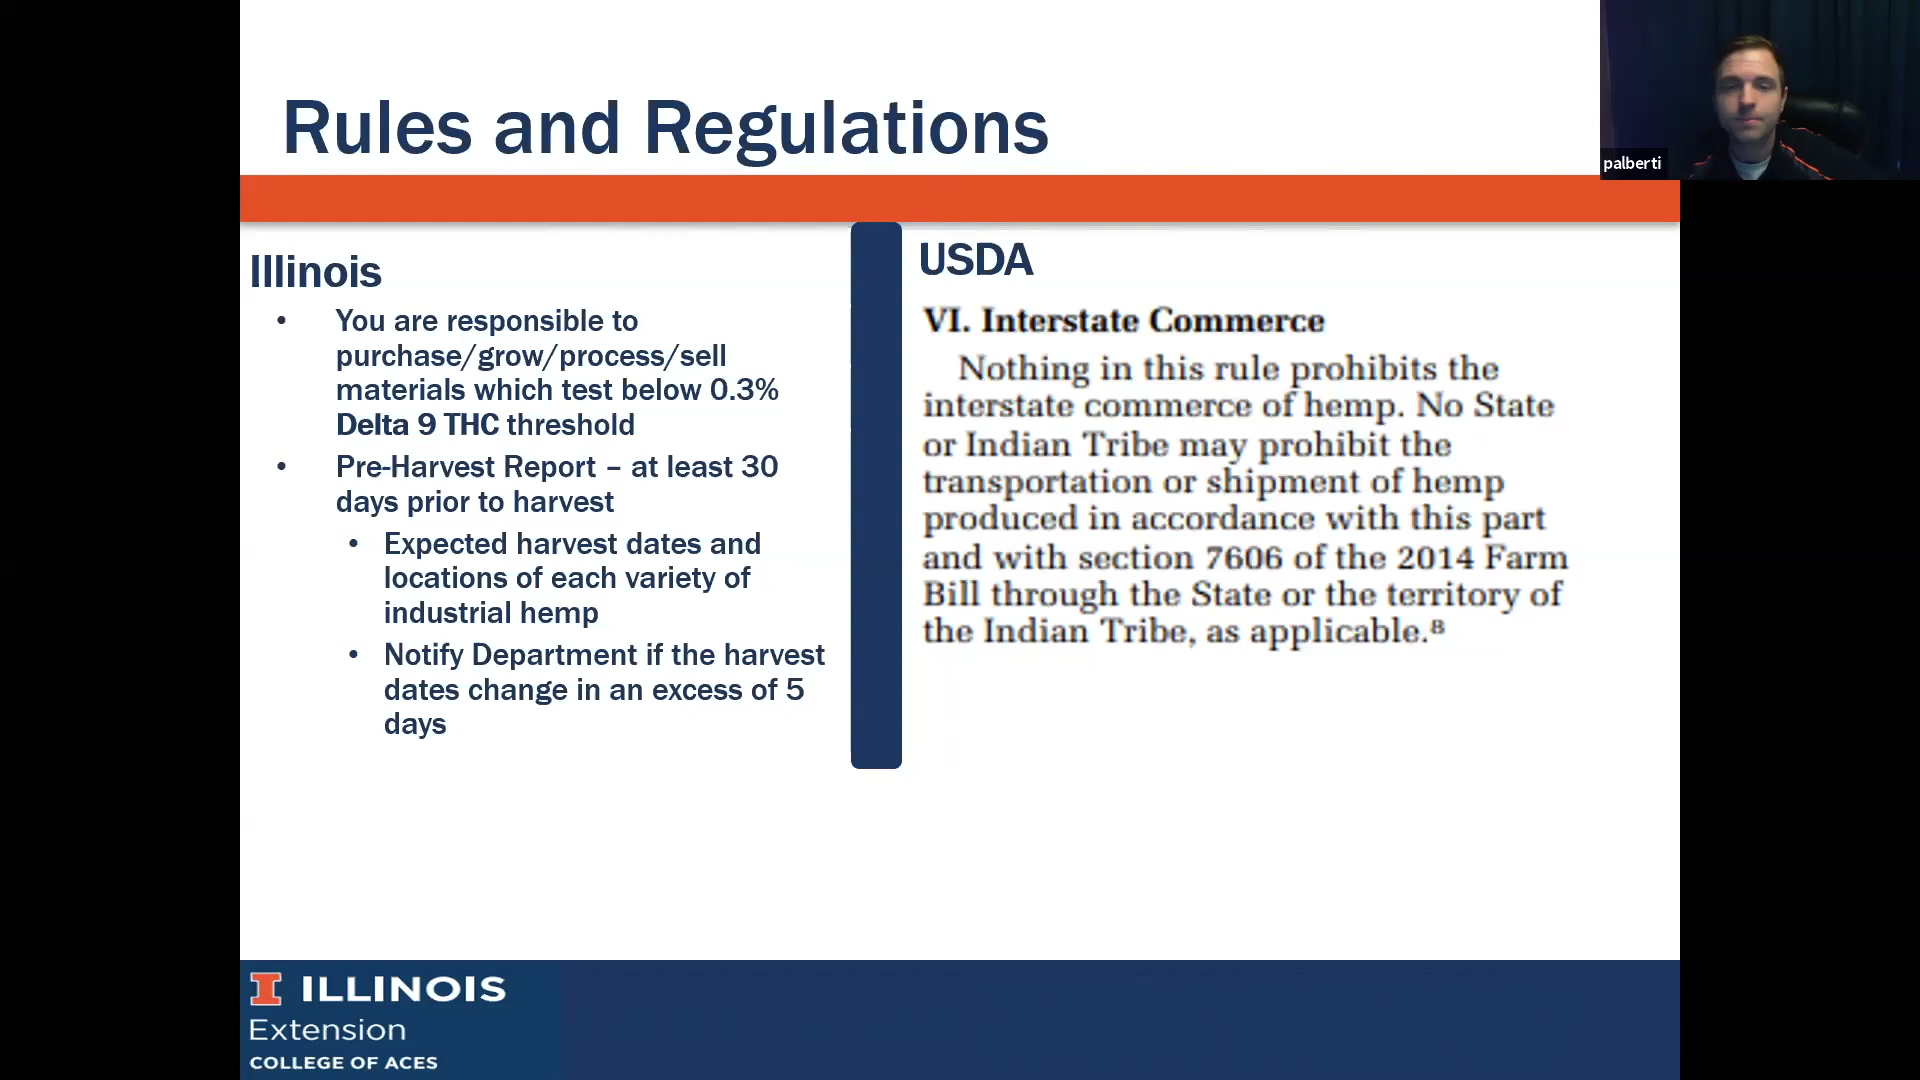 Rules and Regulations
palberti
Illinois
• You are responsible to
purchase/grow/process/sell
materials which test below 0.3%
Delta 9 THC threshold
• Pre-Harvest Report – at least 30
days prior to harvest
• Expected harvest dates and
locations of each variety of
industrial hemp
• Notify Department if the harvest
dates change in an excess of 5
days
USDA
VI. Interstate Commerce
Nothing in this rule prohibits the
interstate commerce of hemp. No State
or Indian Tribe may prohibit the
transportation or shipment of hemp
produced in accordance with this part
and with section 7606 of the 2014 Farm
Bill through the State or the territory of
the Indian Tribe, as applicable.⁸
I ILLINOIS
Extension
COLLEGE OF ACES